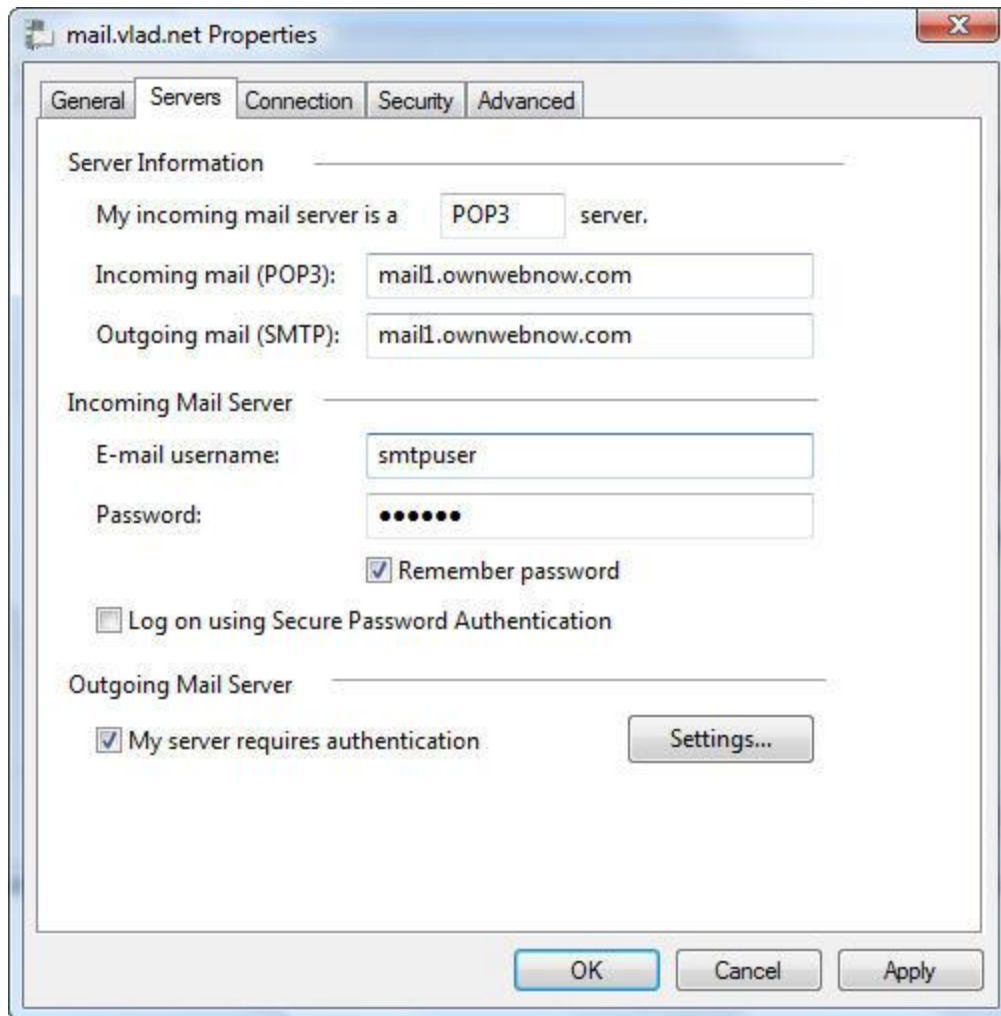 mail.vlad.net Properties
General Servers Connection Security Advanced
Server Information
My incoming mail server is a POP3 server.
Incoming mail (POP3): mail1.ownwebnow.com
Outgoing mail (SMTP): mail1.ownwebnow.com
Incoming Mail Server
E-mail username: smtpuser
Password: ●●●●●●
Remember password
Log on using Secure Password Authentication
Outgoing Mail Server
My server requires authentication Settings...
OK Cancel Apply